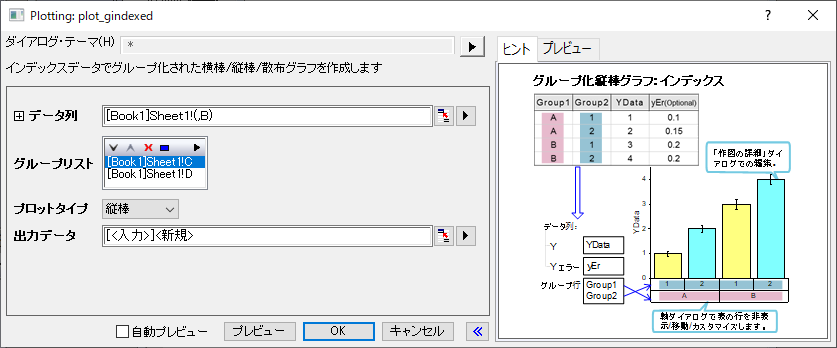 Plotting: plot_gindexed
ダイアログ・テーマ(H) *
インデックスデータでグループ化された横棒/縦棒/散布グラフを作成します
データ列 [Book1]Sheet1!(,B)
グループリスト
[Book1]Sheet1!C
[Book1]Sheet1!D
プロットタイプ 縦棒
出力データ [<入力>]<新規>
自動プレビュー プレビュー OK キャンセル
ヒント プレビュー
グループ化縦棒グラフ: インデックス
Group1 Group2 YData yEr(Optional)
A 1 1 0.1
A 2 2 0.15
B 1 3 0.2
B 2 4 0.2
「作図の詳細」ダイ
アログでの編集。
データ列:
Y YData
Yエラー yEr
グループ行 Group1
Group2
YData
4
3
2
1
0
1 2 1 2
A B
軸ダイアログで表の行を非表
示/移動/カスタマイズします。